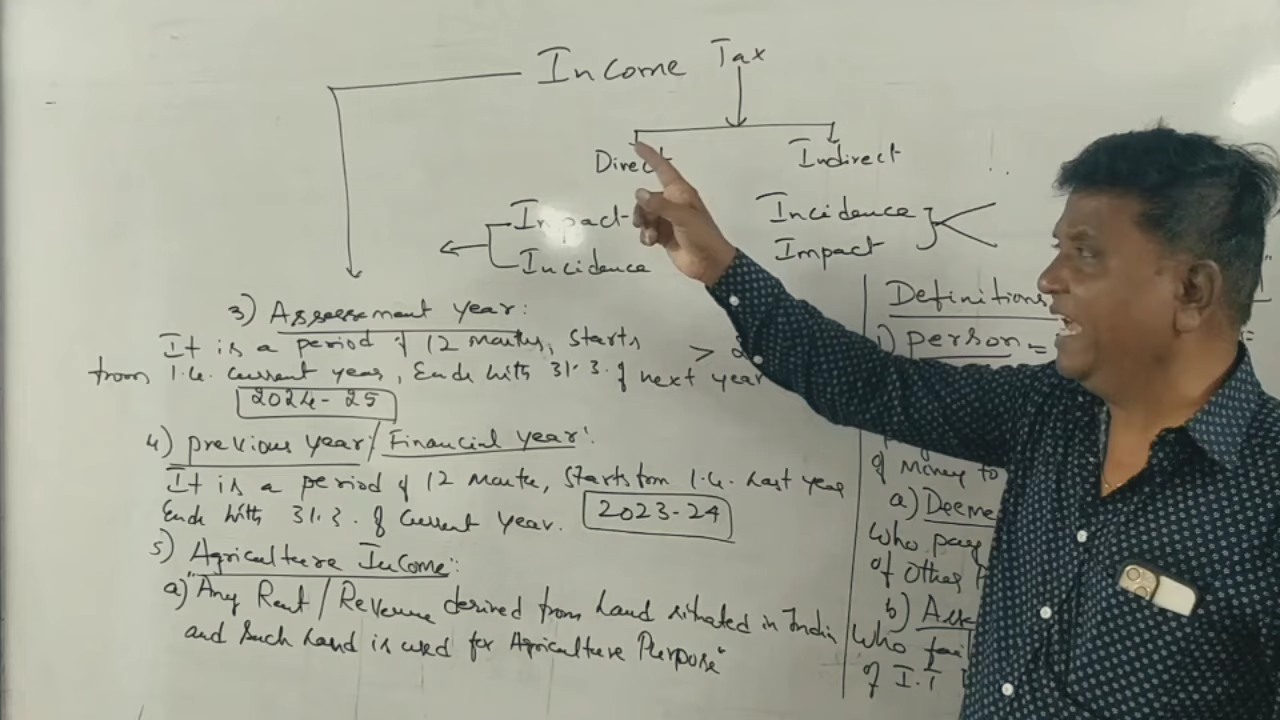 Income Tax
Direct
Indirect
Impact
Incidence
Incidence
Impact
3) Assessment year:
It is a period of 12 months, Starts
from 1.4. current year, Ends with 31.3. of next year
2024-25
4) previous year / Financial year:
It is a period of 12 months, Starts from 1.4. Last year
Ends with 31.3. of Current year.
2023-24
5) Agriculture Income:
a) "Any Rent / Revenue derived from Land situated in India
and Such Land is used for Agriculture Purpose"
Definitions
1) person =
of Money to
a) Deeme
who pay
of other P
b) Asse
who fail
of I.T